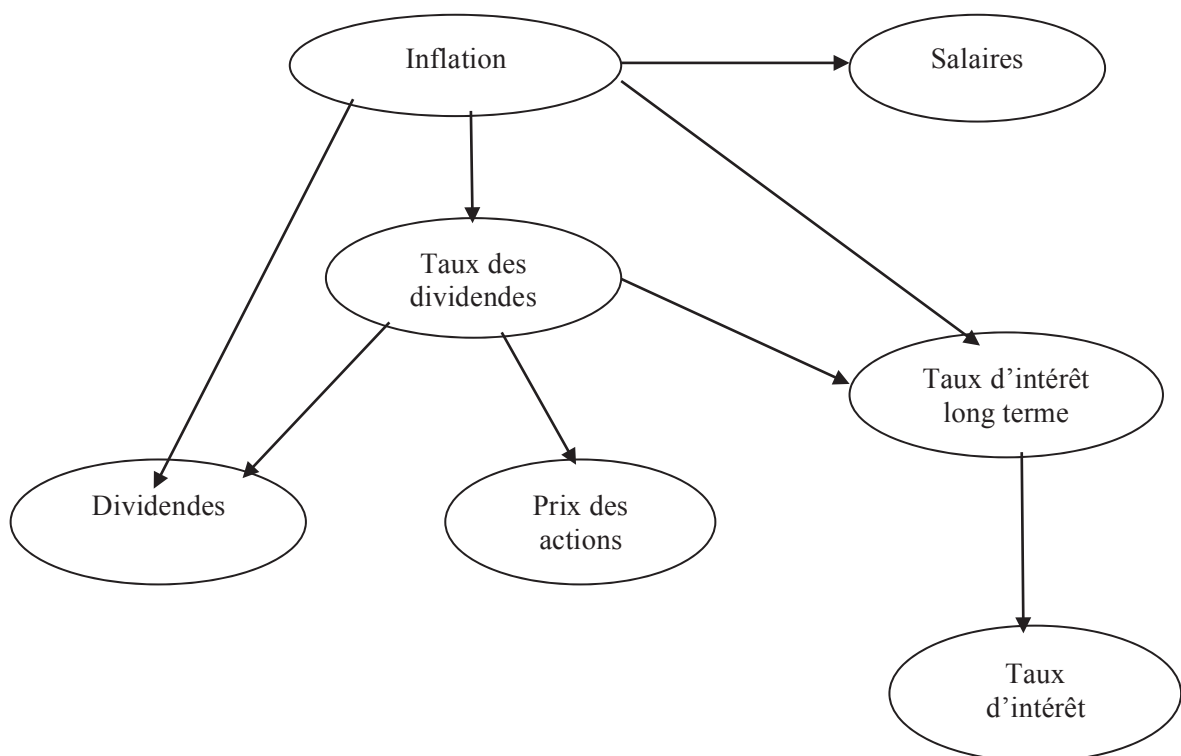 Inflation
Salaires
Taux des
dividendes
Taux d’intérêt
long terme
Dividendes
Prix des
actions
Taux
d’intérêt